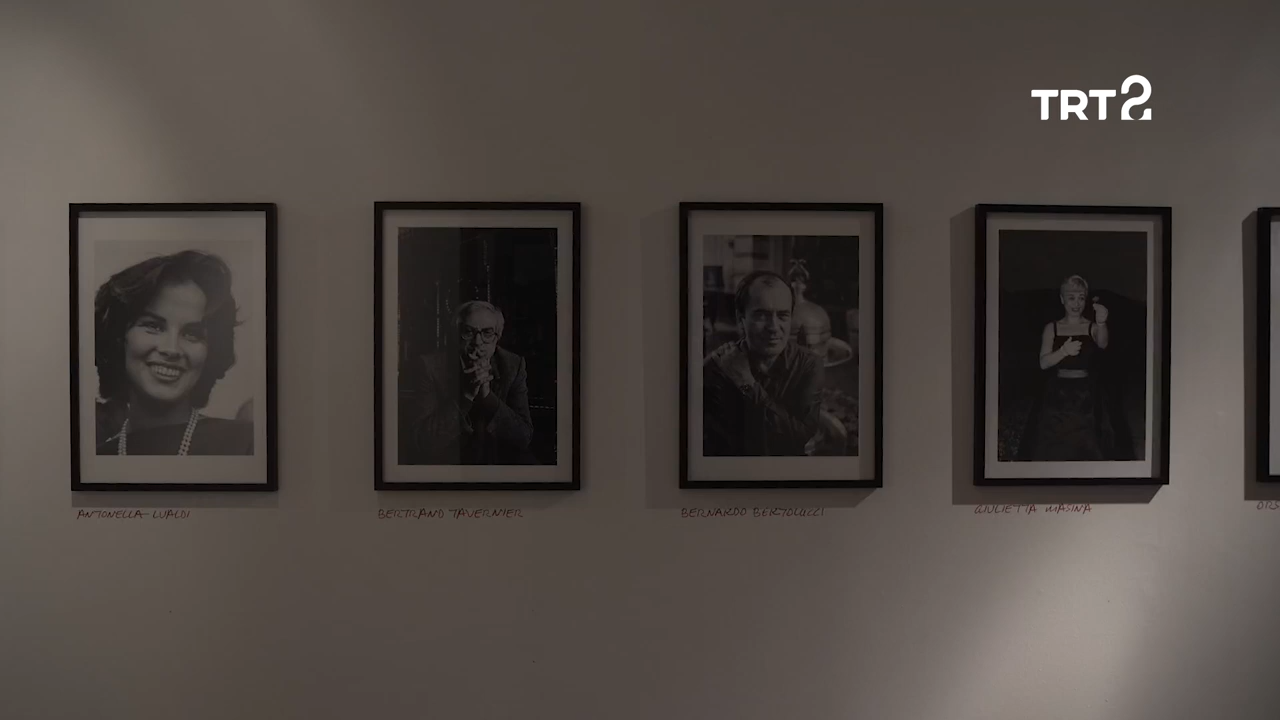 TRT2
ANTONELLA LUALDI
BERTRAND TAVERNIER
BERNARDO BERTOLUCCI
GIULIETTA MASINA